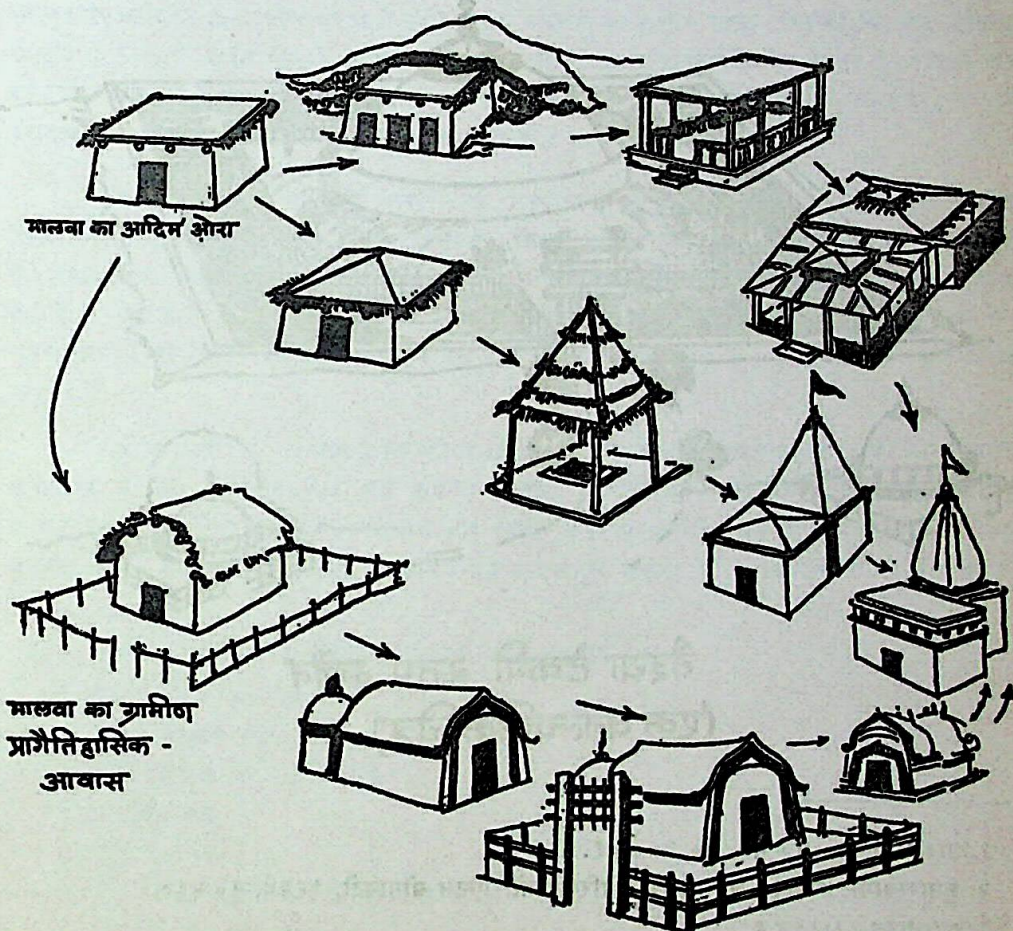 मालवा का आदिम ओरा
मालवा का ग्रामीण
प्रागैतिहासिक -
आवास